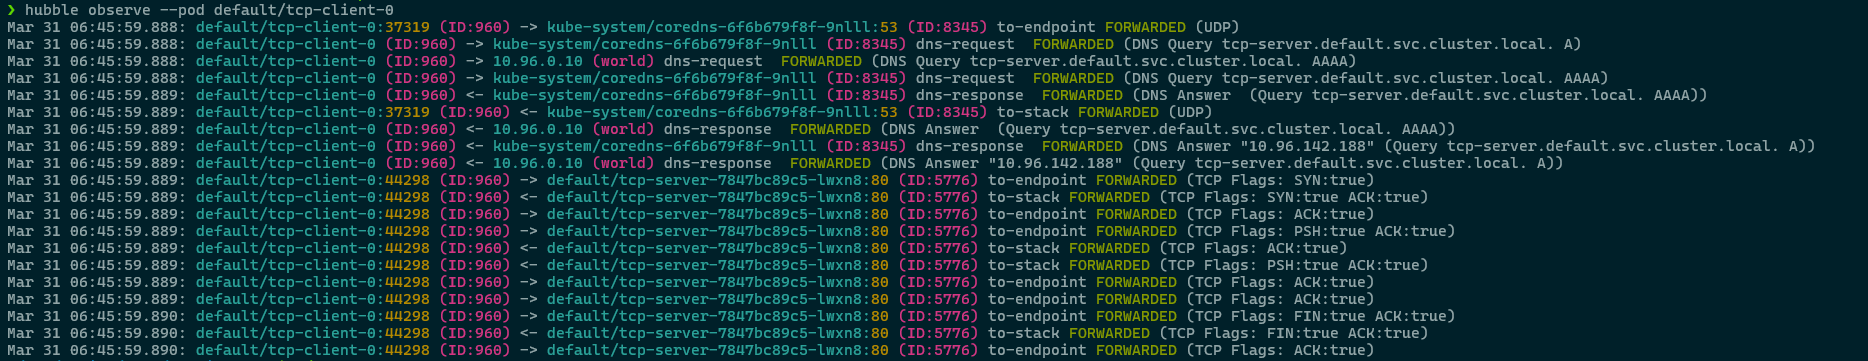 ❯ hubble observe --pod default/tcp-client-0
Mar 31 06:45:59.888: default/tcp-client-0:37319 (ID:960) -> kube-system/coredns-6f6b679f8f-9nlll:53 (ID:8345) to-endpoint FORWARDED (UDP)
Mar 31 06:45:59.888: default/tcp-client-0 (ID:960) -> kube-system/coredns-6f6b679f8f-9nlll (ID:8345) dns-request  FORWARDED (DNS Query tcp-server.default.svc.cluster.local. A)
Mar 31 06:45:59.888: default/tcp-client-0 (ID:960) -> 10.96.0.10 (world) dns-request  FORWARDED (DNS Query tcp-server.default.svc.cluster.local. AAAA)
Mar 31 06:45:59.888: default/tcp-client-0 (ID:960) -> kube-system/coredns-6f6b679f8f-9nlll (ID:8345) dns-request  FORWARDED (DNS Query tcp-server.default.svc.cluster.local. AAAA)
Mar 31 06:45:59.889: default/tcp-client-0 (ID:960) <- kube-system/coredns-6f6b679f8f-9nlll (ID:8345) dns-response  FORWARDED (DNS Answer  (Query tcp-server.default.svc.cluster.local. AAAA))
Mar 31 06:45:59.889: default/tcp-client-0:37319 (ID:960) <- kube-system/coredns-6f6b679f8f-9nlll:53 (ID:8345) to-stack FORWARDED (UDP)
Mar 31 06:45:59.889: default/tcp-client-0 (ID:960) <- 10.96.0.10 (world) dns-response  FORWARDED (DNS Answer  (Query tcp-server.default.svc.cluster.local. AAAA))
Mar 31 06:45:59.889: default/tcp-client-0 (ID:960) <- kube-system/coredns-6f6b679f8f-9nlll (ID:8345) dns-response  FORWARDED (DNS Answer "10.96.142.188" (Query tcp-server.default.svc.cluster.local. A))
Mar 31 06:45:59.889: default/tcp-client-0 (ID:960) <- 10.96.0.10 (world) dns-response  FORWARDED (DNS Answer "10.96.142.188" (Query tcp-server.default.svc.cluster.local. A))
Mar 31 06:45:59.889: default/tcp-client-0:44298 (ID:960) -> default/tcp-server-7847bc89c5-lwxn8:80 (ID:5776) to-endpoint FORWARDED (TCP Flags: SYN:true)
Mar 31 06:45:59.889: default/tcp-client-0:44298 (ID:960) <- default/tcp-server-7847bc89c5-lwxn8:80 (ID:5776) to-stack FORWARDED (TCP Flags: SYN:true ACK:true)
Mar 31 06:45:59.889: default/tcp-client-0:44298 (ID:960) -> default/tcp-server-7847bc89c5-lwxn8:80 (ID:5776) to-endpoint FORWARDED (TCP Flags: ACK:true)
Mar 31 06:45:59.889: default/tcp-client-0:44298 (ID:960) -> default/tcp-server-7847bc89c5-lwxn8:80 (ID:5776) to-endpoint FORWARDED (TCP Flags: PSH:true ACK:true)
Mar 31 06:45:59.889: default/tcp-client-0:44298 (ID:960) <- default/tcp-server-7847bc89c5-lwxn8:80 (ID:5776) to-stack FORWARDED (TCP Flags: ACK:true)
Mar 31 06:45:59.889: default/tcp-client-0:44298 (ID:960) <- default/tcp-server-7847bc89c5-lwxn8:80 (ID:5776) to-stack FORWARDED (TCP Flags: PSH:true ACK:true)
Mar 31 06:45:59.889: default/tcp-client-0:44298 (ID:960) -> default/tcp-server-7847bc89c5-lwxn8:80 (ID:5776) to-endpoint FORWARDED (TCP Flags: ACK:true)
Mar 31 06:45:59.889: default/tcp-client-0:44298 (ID:960) -> default/tcp-server-7847bc89c5-lwxn8:80 (ID:5776) to-endpoint FORWARDED (TCP Flags: ACK:true)
Mar 31 06:45:59.890: default/tcp-client-0:44298 (ID:960) -> default/tcp-server-7847bc89c5-lwxn8:80 (ID:5776) to-endpoint FORWARDED (TCP Flags: FIN:true ACK:true)
Mar 31 06:45:59.890: default/tcp-client-0:44298 (ID:960) <- default/tcp-server-7847bc89c5-lwxn8:80 (ID:5776) to-stack FORWARDED (TCP Flags: FIN:true ACK:true)
Mar 31 06:45:59.890: default/tcp-client-0:44298 (ID:960) -> default/tcp-server-7847bc89c5-lwxn8:80 (ID:5776) to-endpoint FORWARDED (TCP Flags: ACK:true)